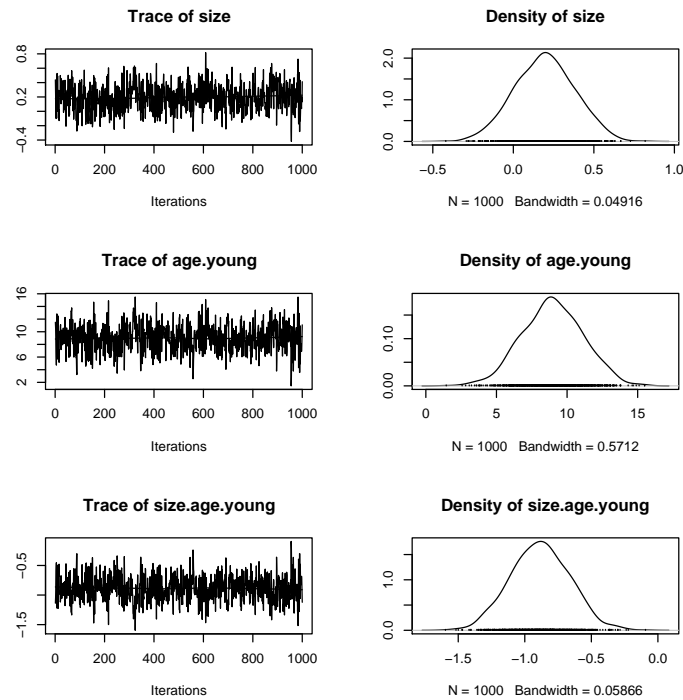 Trace of size
0.8
0.2
−0.4
0 200 400 600 800 1000
Iterations
Density of size
2.0
1.0
0.0
−0.5 0.0 0.5 1.0
N = 1000 Bandwidth = 0.04916
Trace of age.young
16
10
6
2
0 200 400 600 800 1000
Iterations
Density of age.young
0.10
0.00
0 5 10 15
N = 1000 Bandwidth = 0.5712
Trace of size.age.young
−0.5
−1.5
0 200 400 600 800 1000
Iterations
Density of size.age.young
1.0
0.0
−1.5 −1.0 −0.5 0.0
N = 1000 Bandwidth = 0.05866